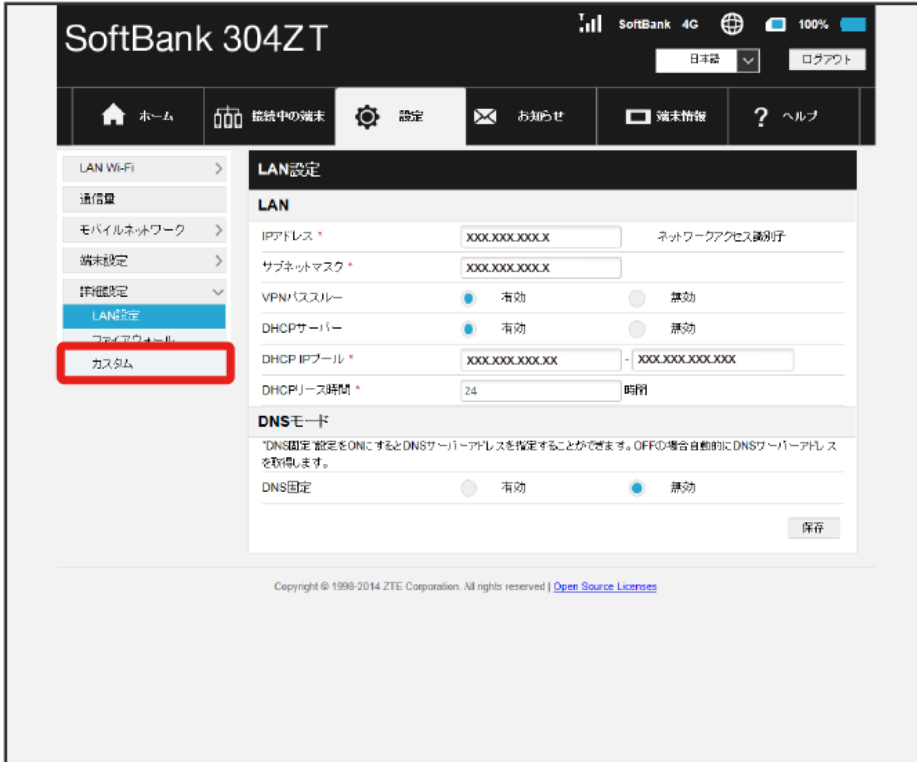 SoftBank 304ZT
SoftBank 4G
100%
日本語
ログアウト
ホーム
接続中の端末
設定
お知らせ
端末情報
? ヘルプ
LAN Wi-Fi
通信量
モバイルネットワーク
端末設定
詳細設定
LAN設定
ファイアウォール
カスタム
LAN設定
LAN
IPアドレス * XXX.XXX.XXX.X ネットワークアクセス識別子
サブネットマスク * XXX.XXX.XXX.X
VPNパススルー 有効 無効
DHCPサーバー 有効 無効
DHCP IPプール * XXX.XXX.XXX.XX - XXX.XXX.XXX.XXX
DHCPリース時間 * 24 時間
DNSモード
"DNS固定"設定をONにするとDNSサーバーアドレスを指定することができます。OFFの場合自動的にDNSサーバーアドレス
を取得します。
DNS固定 有効 無効
保存
Copyright © 1998-2014 ZTE Corporation. All rights reserved | Open Source Licenses